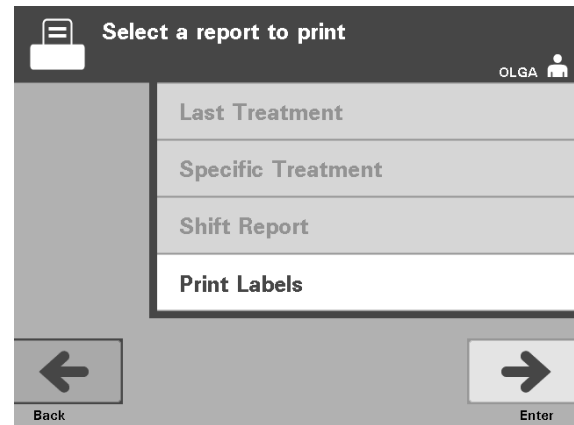 Select a report to print
OLGA
Last Treatment
Specific Treatment
Shift Report
Print Labels
Back
Enter